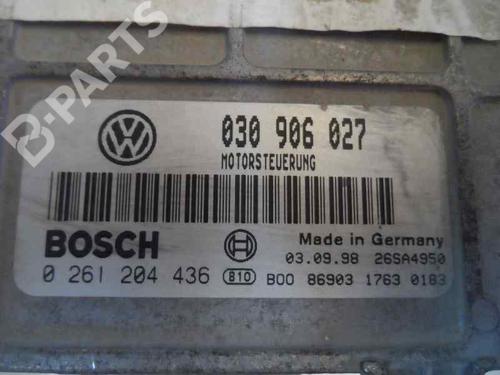 B-PARTS
030 906 027
MOTORSTEUERUNG
BOSCH
Made in Germany
03.09.98 26SA4950
0 261 204 436 B10 B00 86903 1763 0183